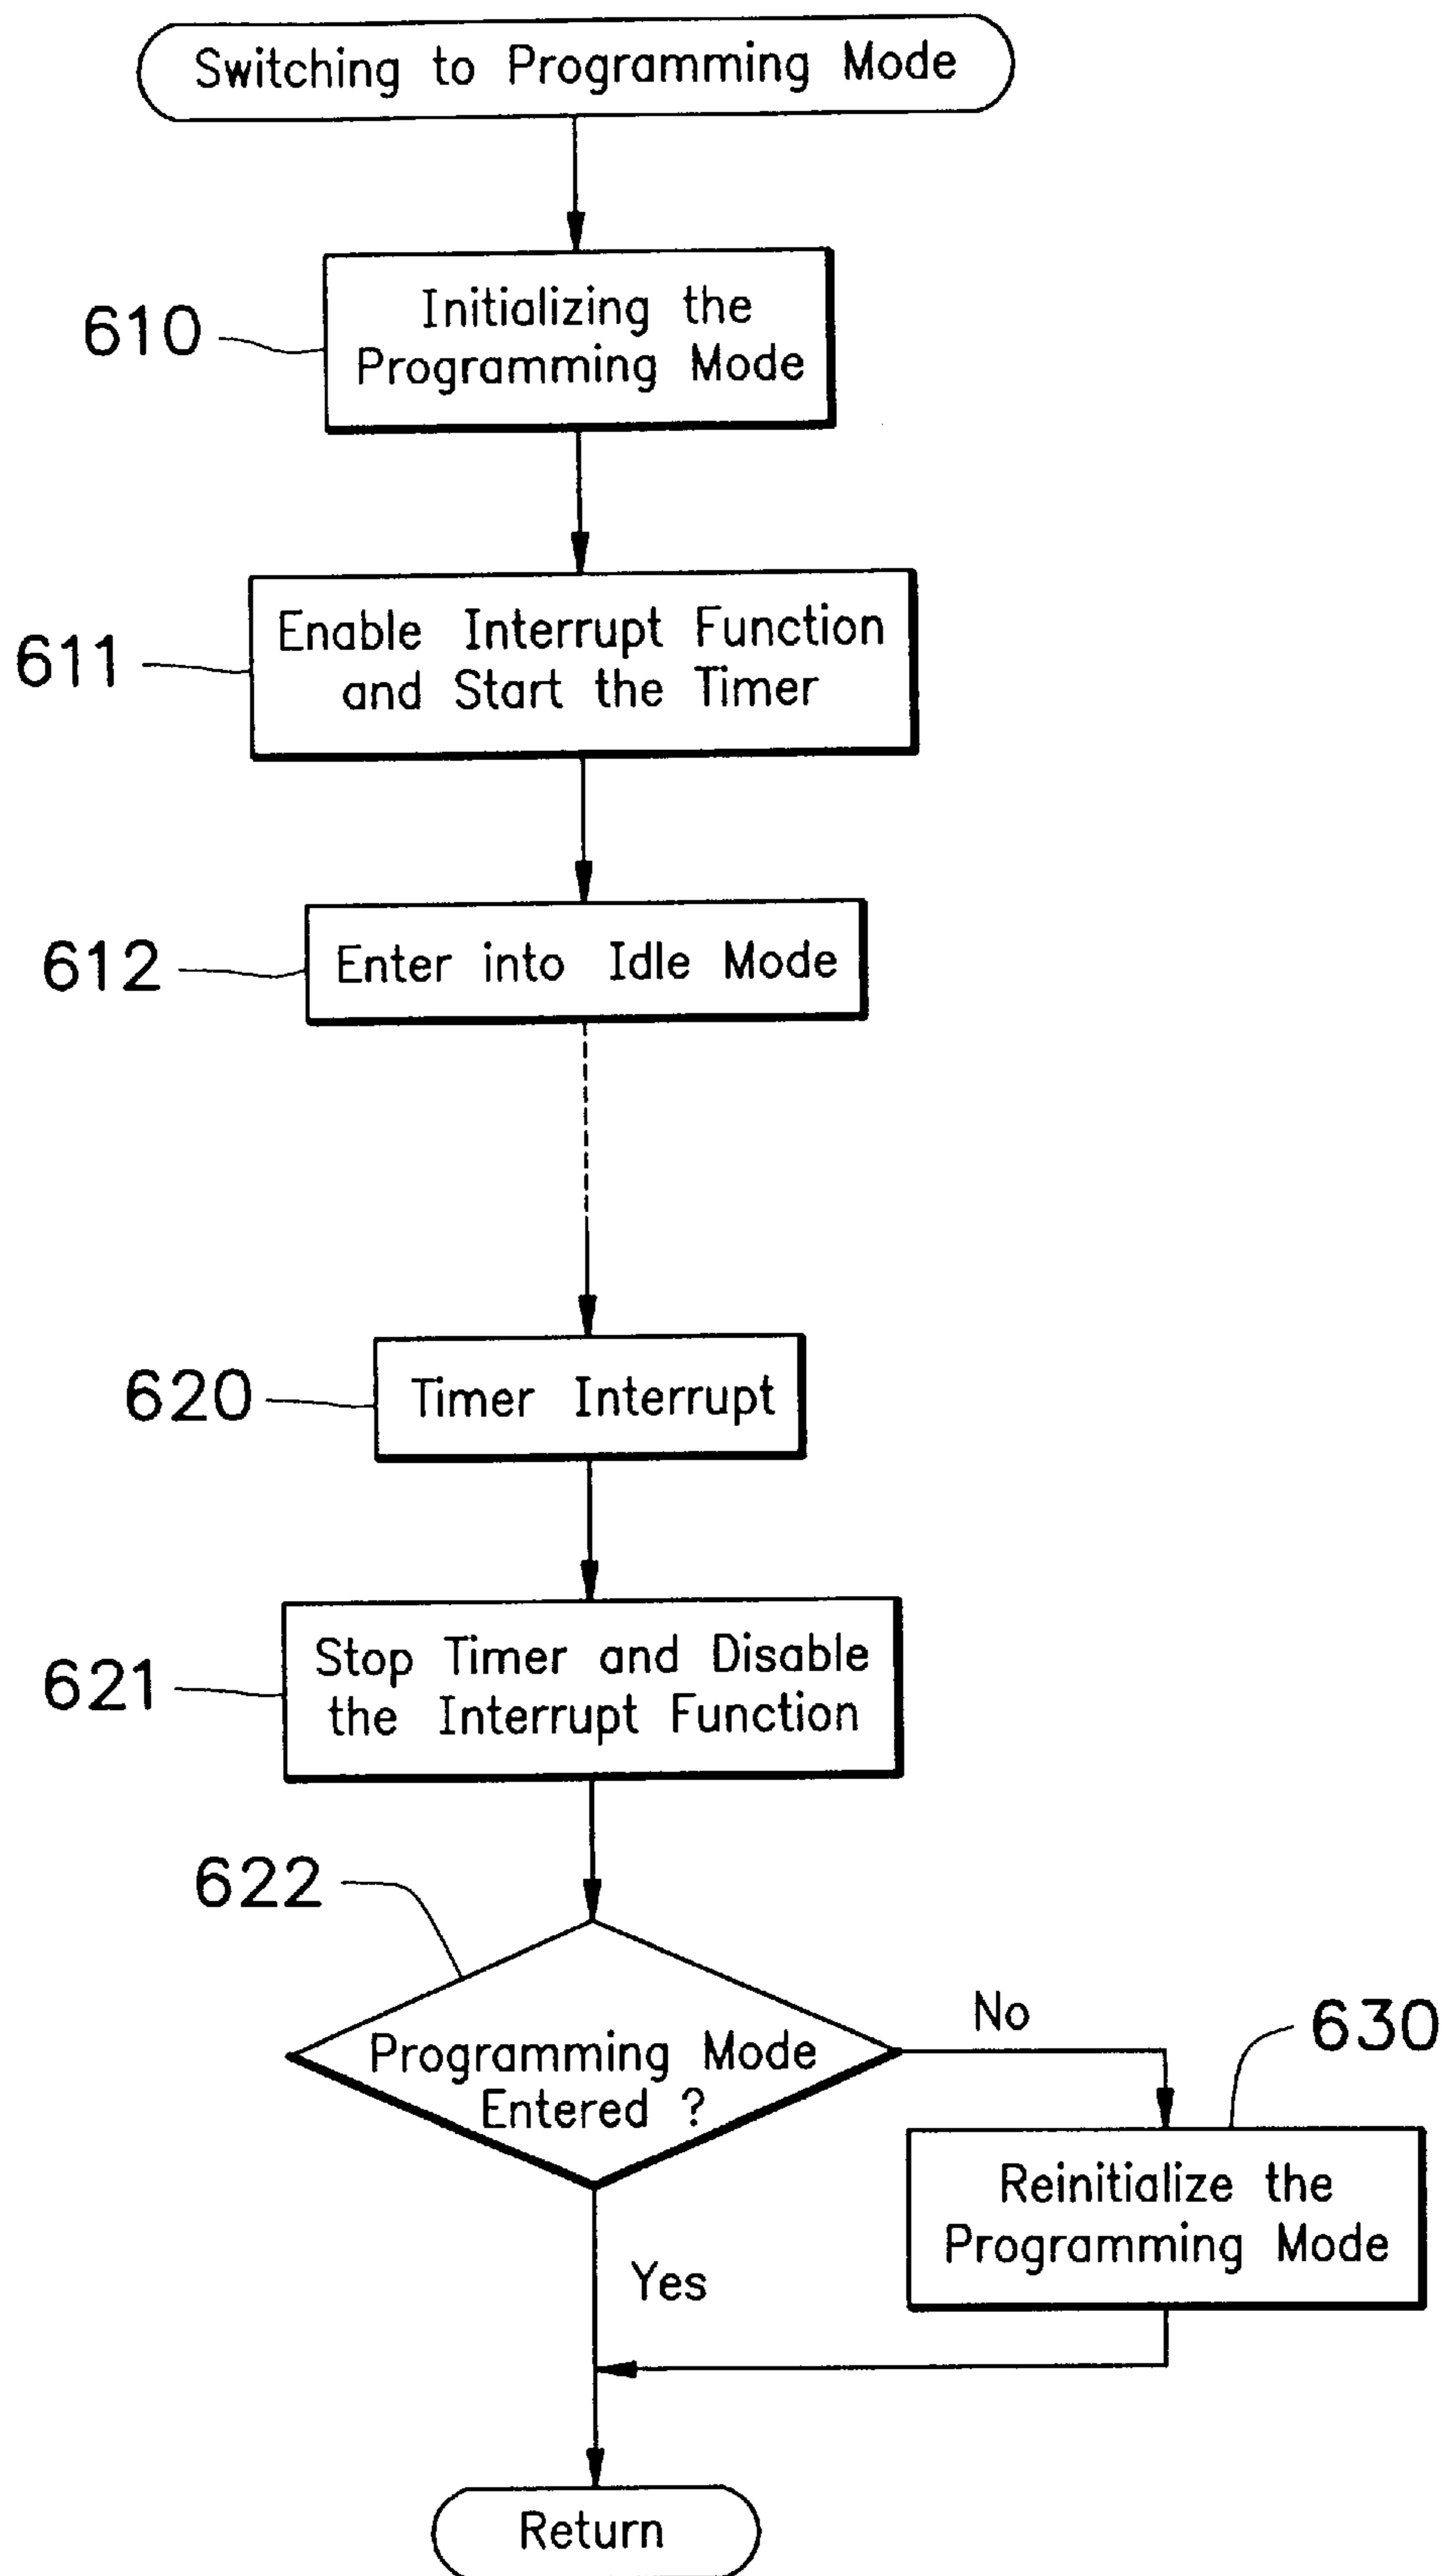 Switching to Programming Mode
610
Initializing the
Programming Mode
611
Enable Interrupt Function
and Start the Timer
612
Enter into Idle Mode
620
Timer Interrupt
621
Stop Timer and Disable
the Interrupt Function
622
Programming Mode
Entered ?
No
630
Reinitialize the
Programming Mode
Yes
Return